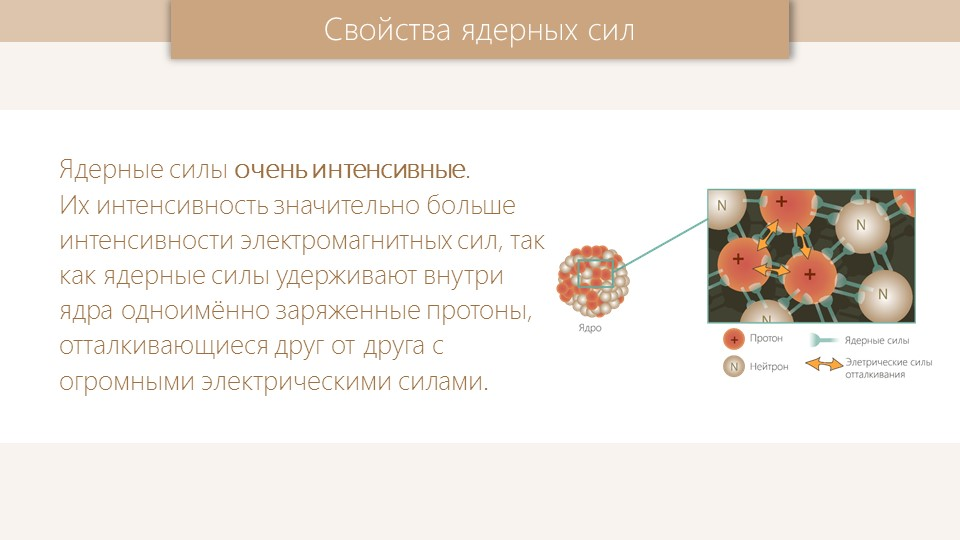 Свойства ядерных сил
Ядерные силы очень интенсивные.
Их интенсивность значительно больше
интенсивности электромагнитных сил, так
как ядерные силы удерживают внутри
ядра одноимённо заряженные протоны,
отталкивающиеся друг от друга с
огромными электрическими силами.
Ядро
N
+
N
+
+
N
N
+ Протон
Ядерные силы
N Нейтрон
Элетрические силы
отталкивания